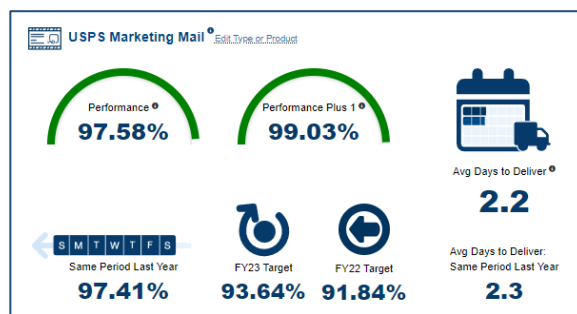 USPS Marketing Mail Edit Type or Product
Performance
97.58%
Performance Plus 1
99.03%
Avg Days to Deliver
2.2
S M T W T F S
Same Period Last Year
97.41%
FY23 Target
93.64%
FY22 Target
91.84%
Avg Days to Deliver:
Same Period Last Year
2.3